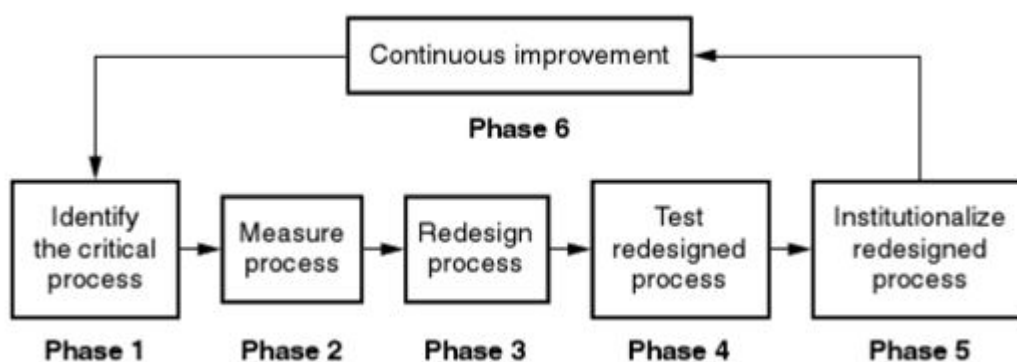 Continuous improvement
Phase 6
Identify
the critical
process
Measure
process
Redesign
process
Test
redesigned
process
Institutionalize
redesigned
process
Phase 1
Phase 2
Phase 3
Phase 4
Phase 5